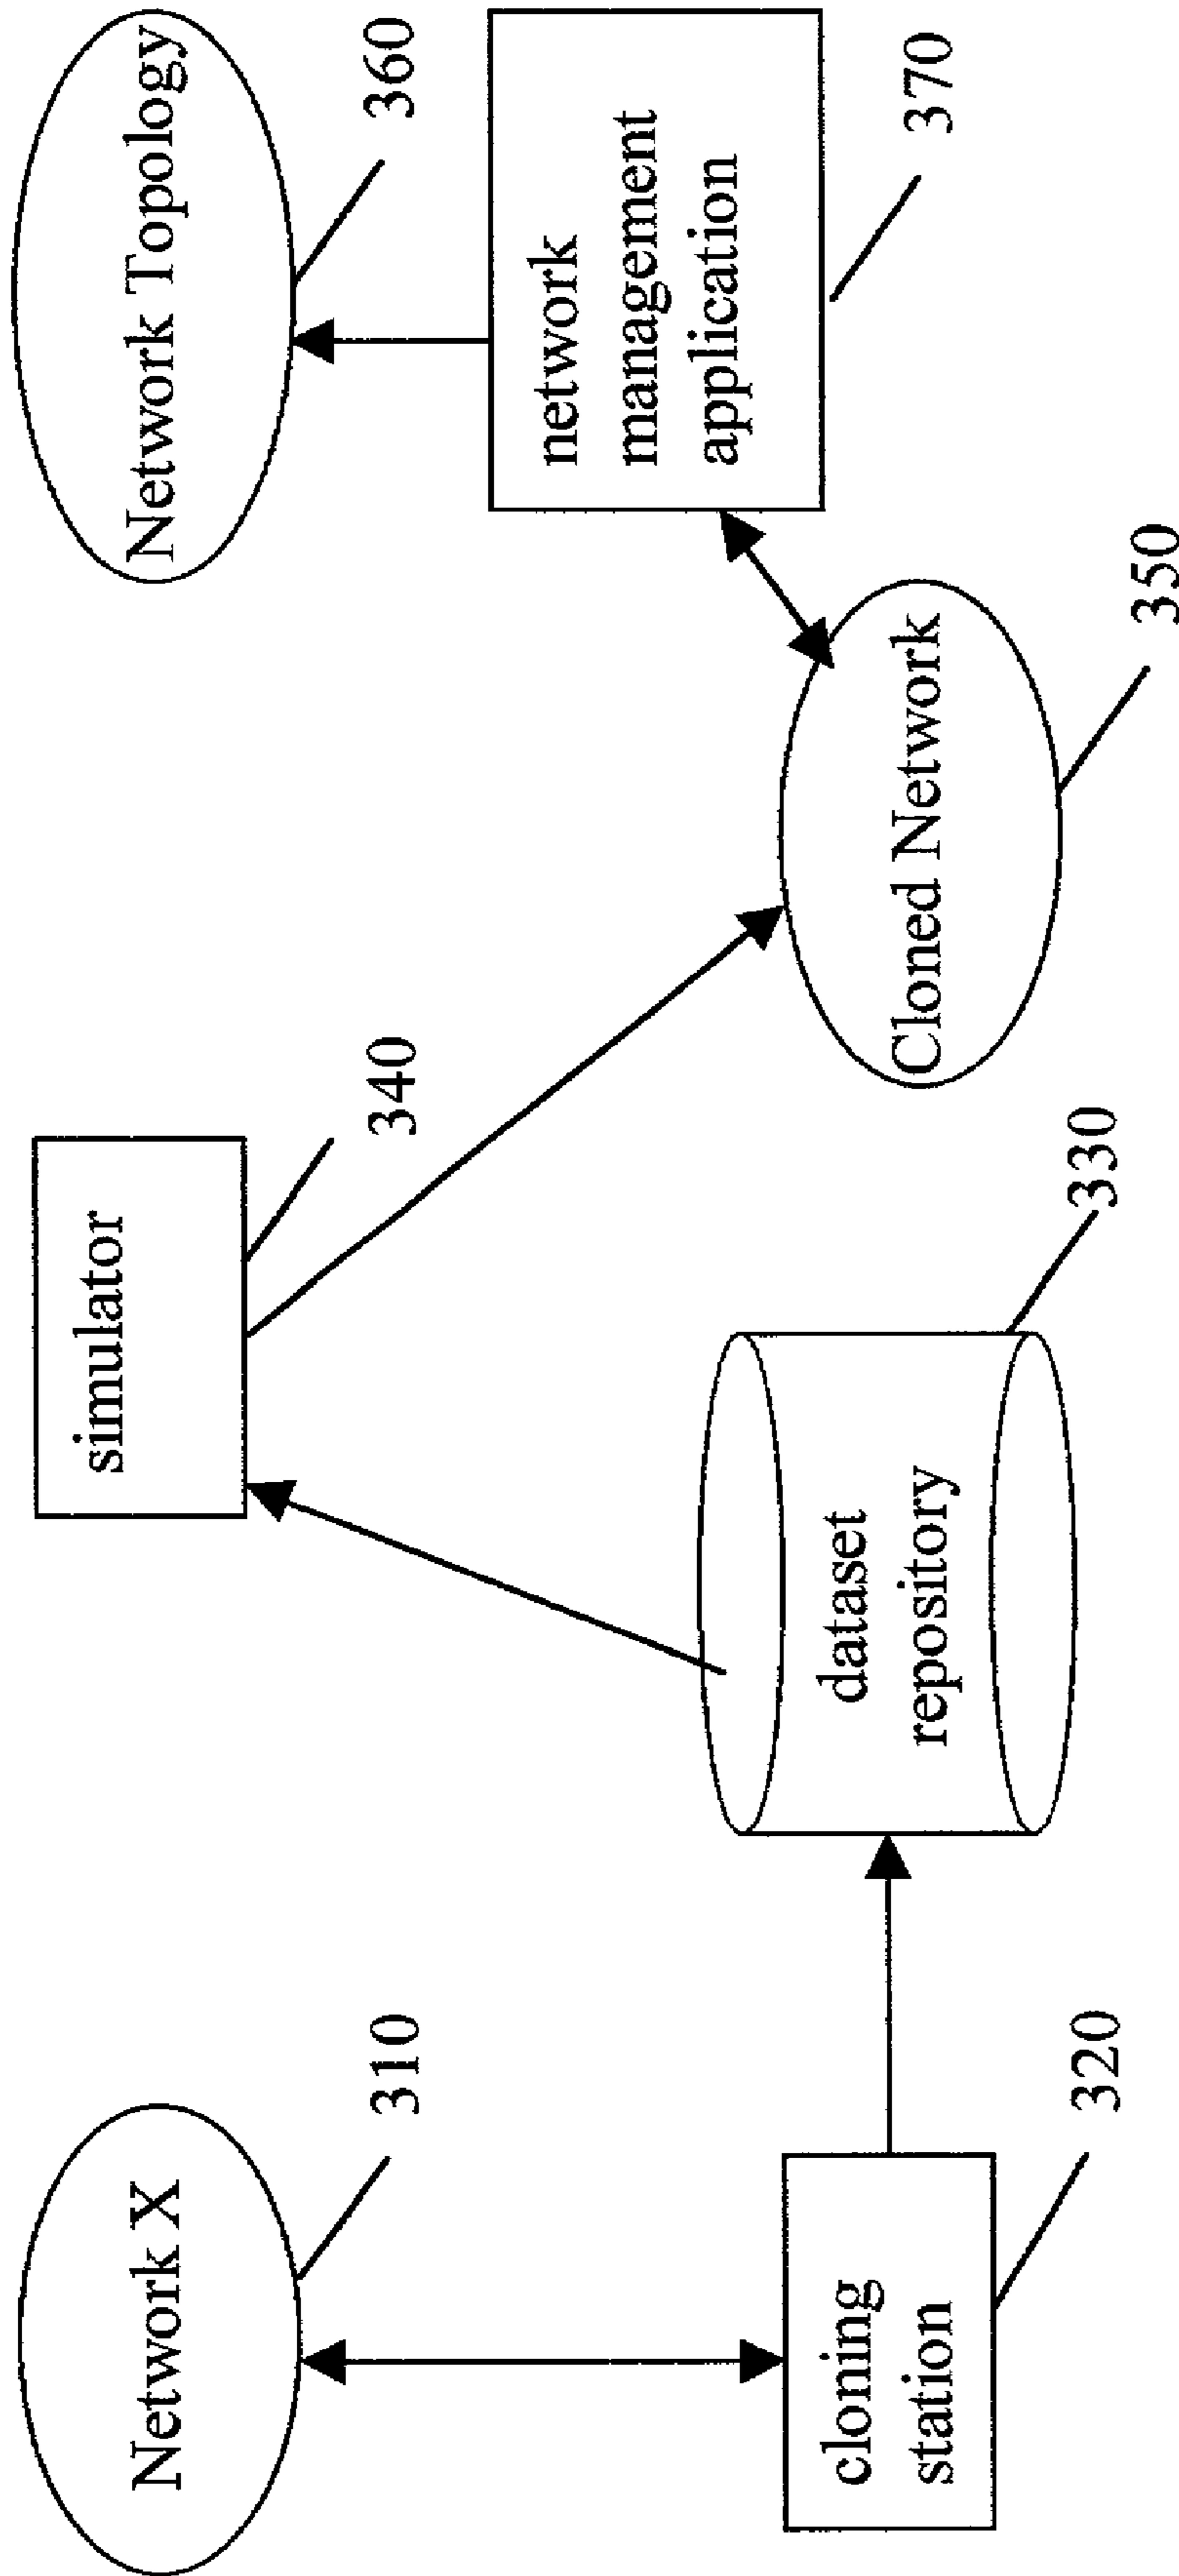 Network X
310
cloning
station
320
dataset
repository
330
simulator
340
Cloned Network
350
Network Topology
360
network
management
application
370